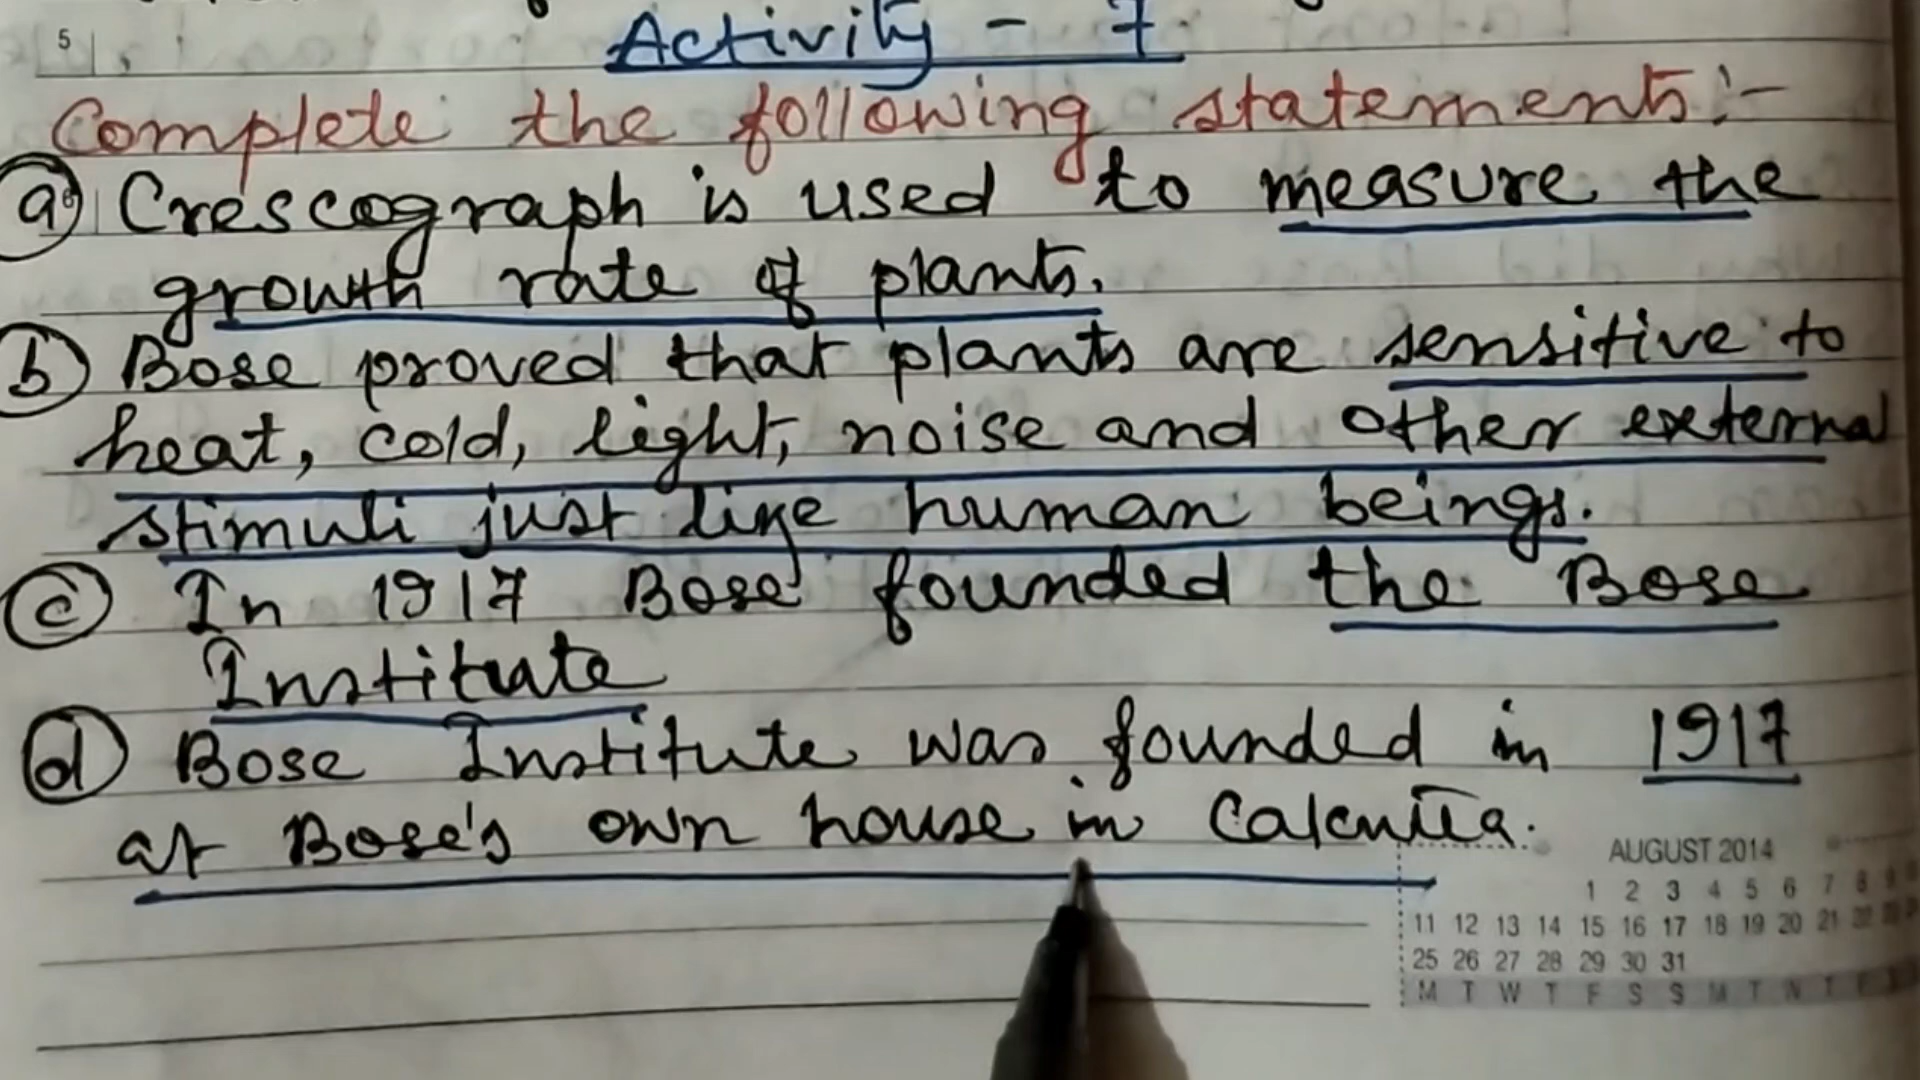 5
Activity - 7
Complete the following statements:-
a) Crescograph is used to measure the
growth rate of plants.
b) Bose proved that plants are sensitive to
heat, cold, light, noise and other external
stimuli just like human beings.
c) In 1917 Bose founded the Bose
Institute
d) Bose Institute was founded in 1917
at Bose's own house in Calcutta.
AUGUST 2014
1 2 3 4 5 6 7 8 9
11 12 13 14 15 16 17 18 19 20 21 22
25 26 27 28 29 30 31
M T W T F S S M T W T F